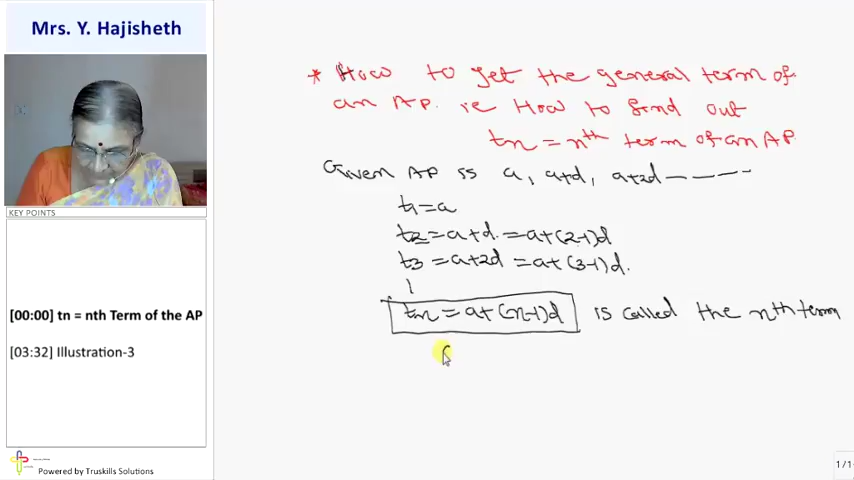 Mrs. Y. Hajisheth
* How to get the general term of
an AP. ie How to find out
tn = nth term of an AP
Given AP is a, a+d, a+2d ----
t1 = a
t2 = a+d. = a+(2-1)d
t3 = a+2d = a+(3-1)d.
tn = a+(n-1)d is called the nth term
KEY POINTS
[00:00] tn = nth Term of the AP
[03:32] Illustration-3
Powered by Truskills Solutions
1/1